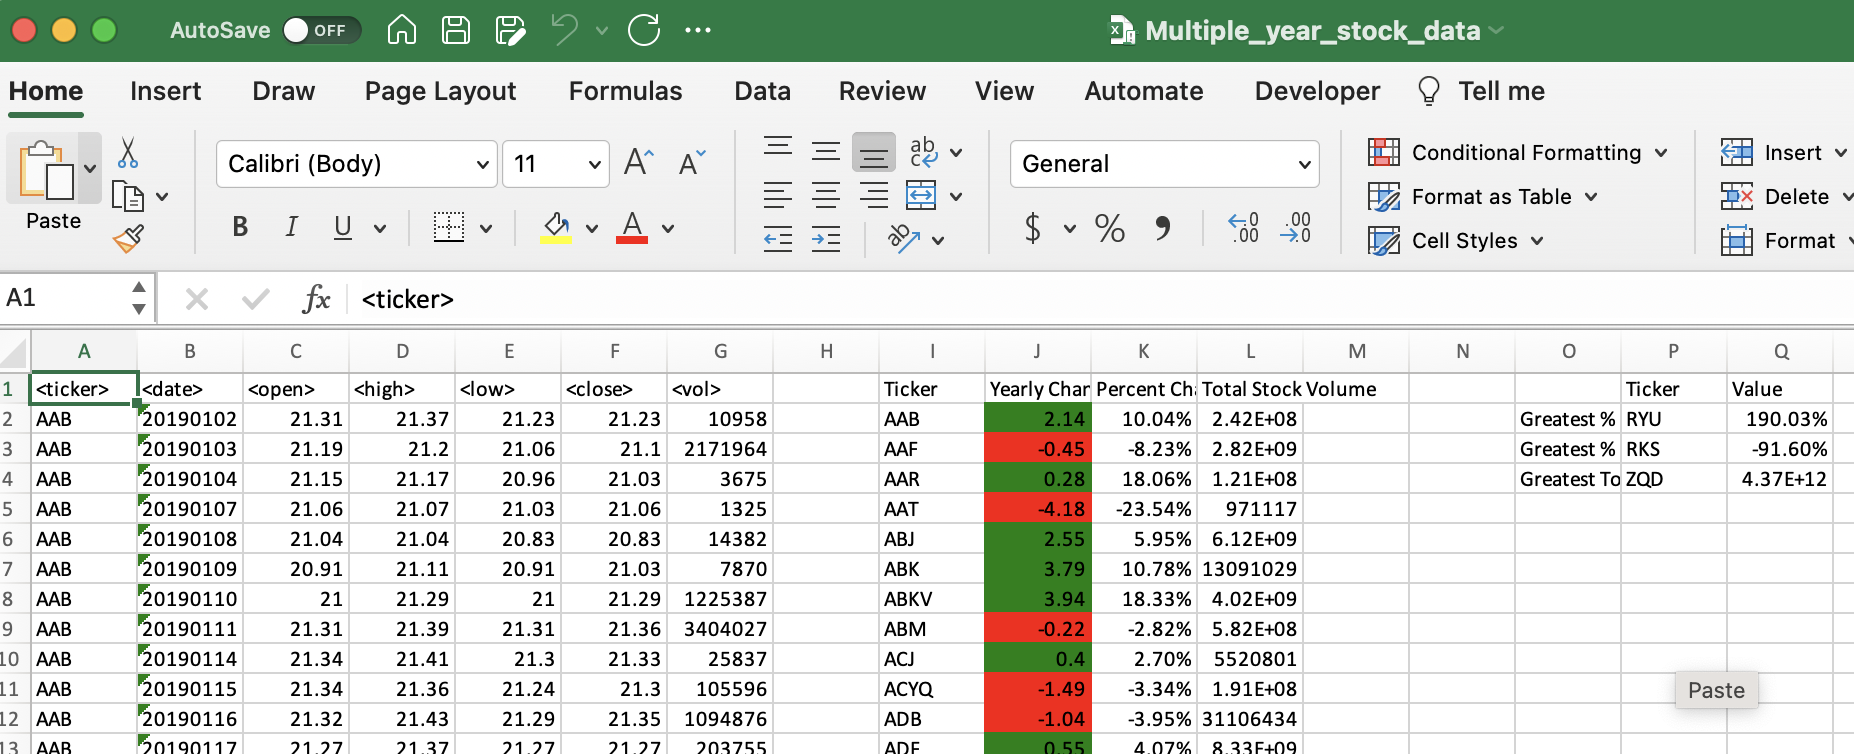 AutoSave OFF Multiple_year_stock_data
Home Insert Draw Page Layout Formulas Data Review View Automate Developer Tell me
Paste Calibri (Body) 11 General Conditional Formatting Insert
Format as Table Delete
Cell Styles Format
A1 fx <ticker>
A B C D E F G H I J K L M N O P Q
1 <ticker> <date> <open> <high> <low> <close> <vol> Ticker Yearly Chan Percent Cha Total Stock Volume Ticker Value
2 AAB 20190102 21.31 21.37 21.23 21.23 10958 AAB 2.14 10.04% 2.42E+08 Greatest % RYU 190.03%
3 AAB 20190103 21.19 21.2 21.06 21.1 2171964 AAF -0.45 -8.23% 2.82E+09 Greatest % RKS -91.60%
4 AAB 20190104 21.15 21.17 20.96 21.03 3675 AAR 0.28 18.06% 1.21E+08 Greatest To ZQD 4.37E+12
5 AAB 20190107 21.06 21.07 21.03 21.06 1325 AAT -4.18 -23.54% 971117
6 AAB 20190108 21.04 21.04 20.83 20.83 14382 ABJ 2.55 5.95% 6.12E+09
7 AAB 20190109 20.91 21.11 20.91 21.03 7870 ABK 3.79 10.78% 13091029
8 AAB 20190110 21 21.29 21 21.29 1225387 ABKV 3.94 18.33% 4.02E+09
9 AAB 20190111 21.31 21.39 21.31 21.36 3404027 ABM -0.22 -2.82% 5.82E+08
10 AAB 20190114 21.34 21.41 21.3 21.33 25837 ACJ 0.4 2.70% 5520801
11 AAB 20190115 21.34 21.36 21.24 21.3 105596 ACYQ -1.49 -3.34% 1.91E+08 Paste
12 AAB 20190116 21.32 21.43 21.29 21.35 1094876 ADB -1.04 -3.95% 31106434
13 AAB 20190117 21.27 21.37 21.27 21.27 203755 0.55 4.07% 8.33E+09